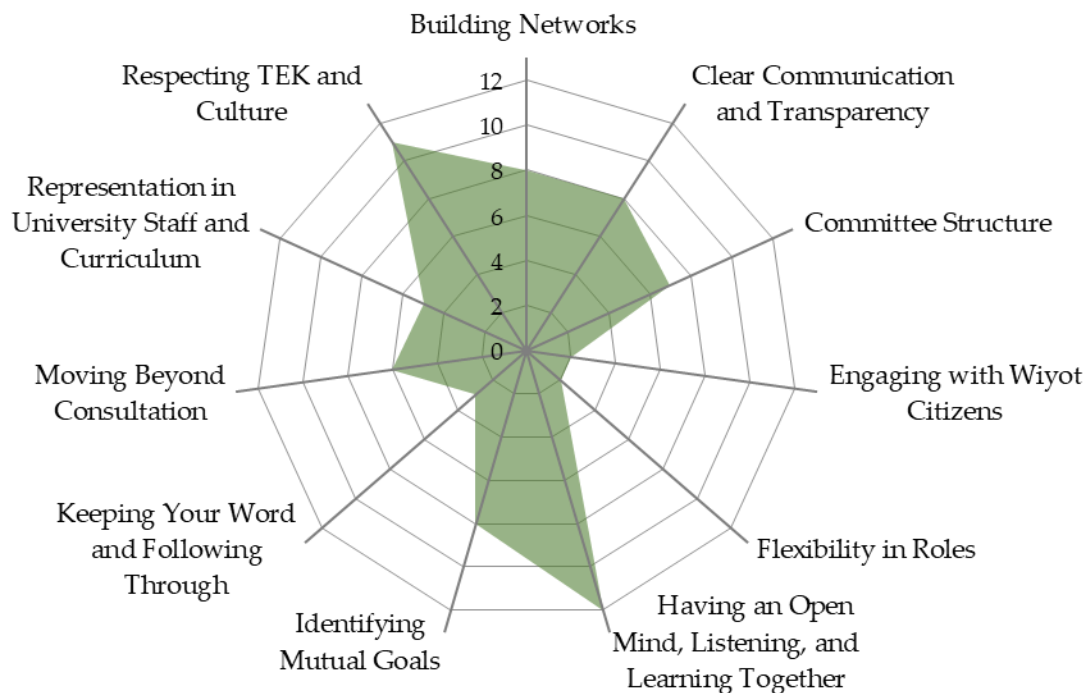 Building Networks
Respecting TEK and
Culture
Clear Communication
and Transparency
12
10
8
6
4
2
0
Representation in
University Staff and
Curriculum
Committee Structure
Moving Beyond
Consultation
Engaging with Wiyot
Citizens
Keeping Your Word
and Following
Through
Flexibility in Roles
Identifying
Mutual Goals
Having an Open
Mind, Listening, and
Learning Together